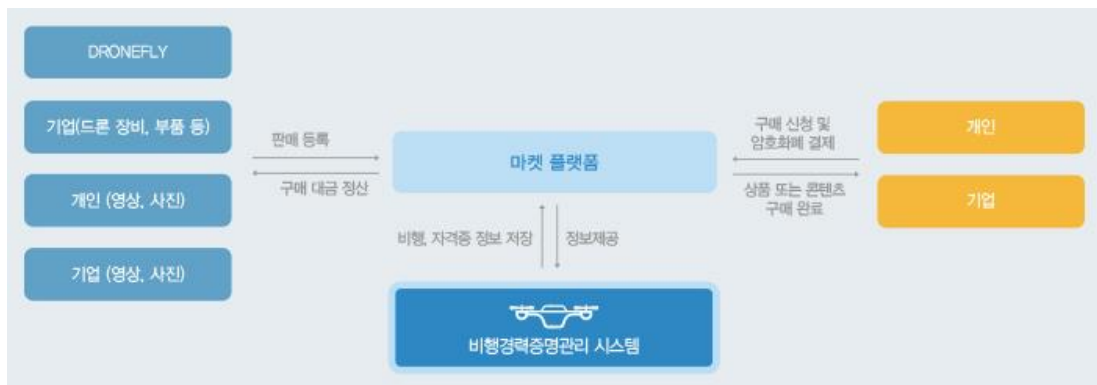 DRONEFLY
기업(드론 장비, 부품 등)
개인 (영상, 사진)
기업 (영상, 사진)
판매 등록
구매 대금 정산
마켓 플랫폼
구매 신청 및
암호화폐 결제
상품 또는 콘텐츠
구매 완료
개인
기업
비행, 자격증 정보 저장
정보제공
비행경력증명관리 시스템